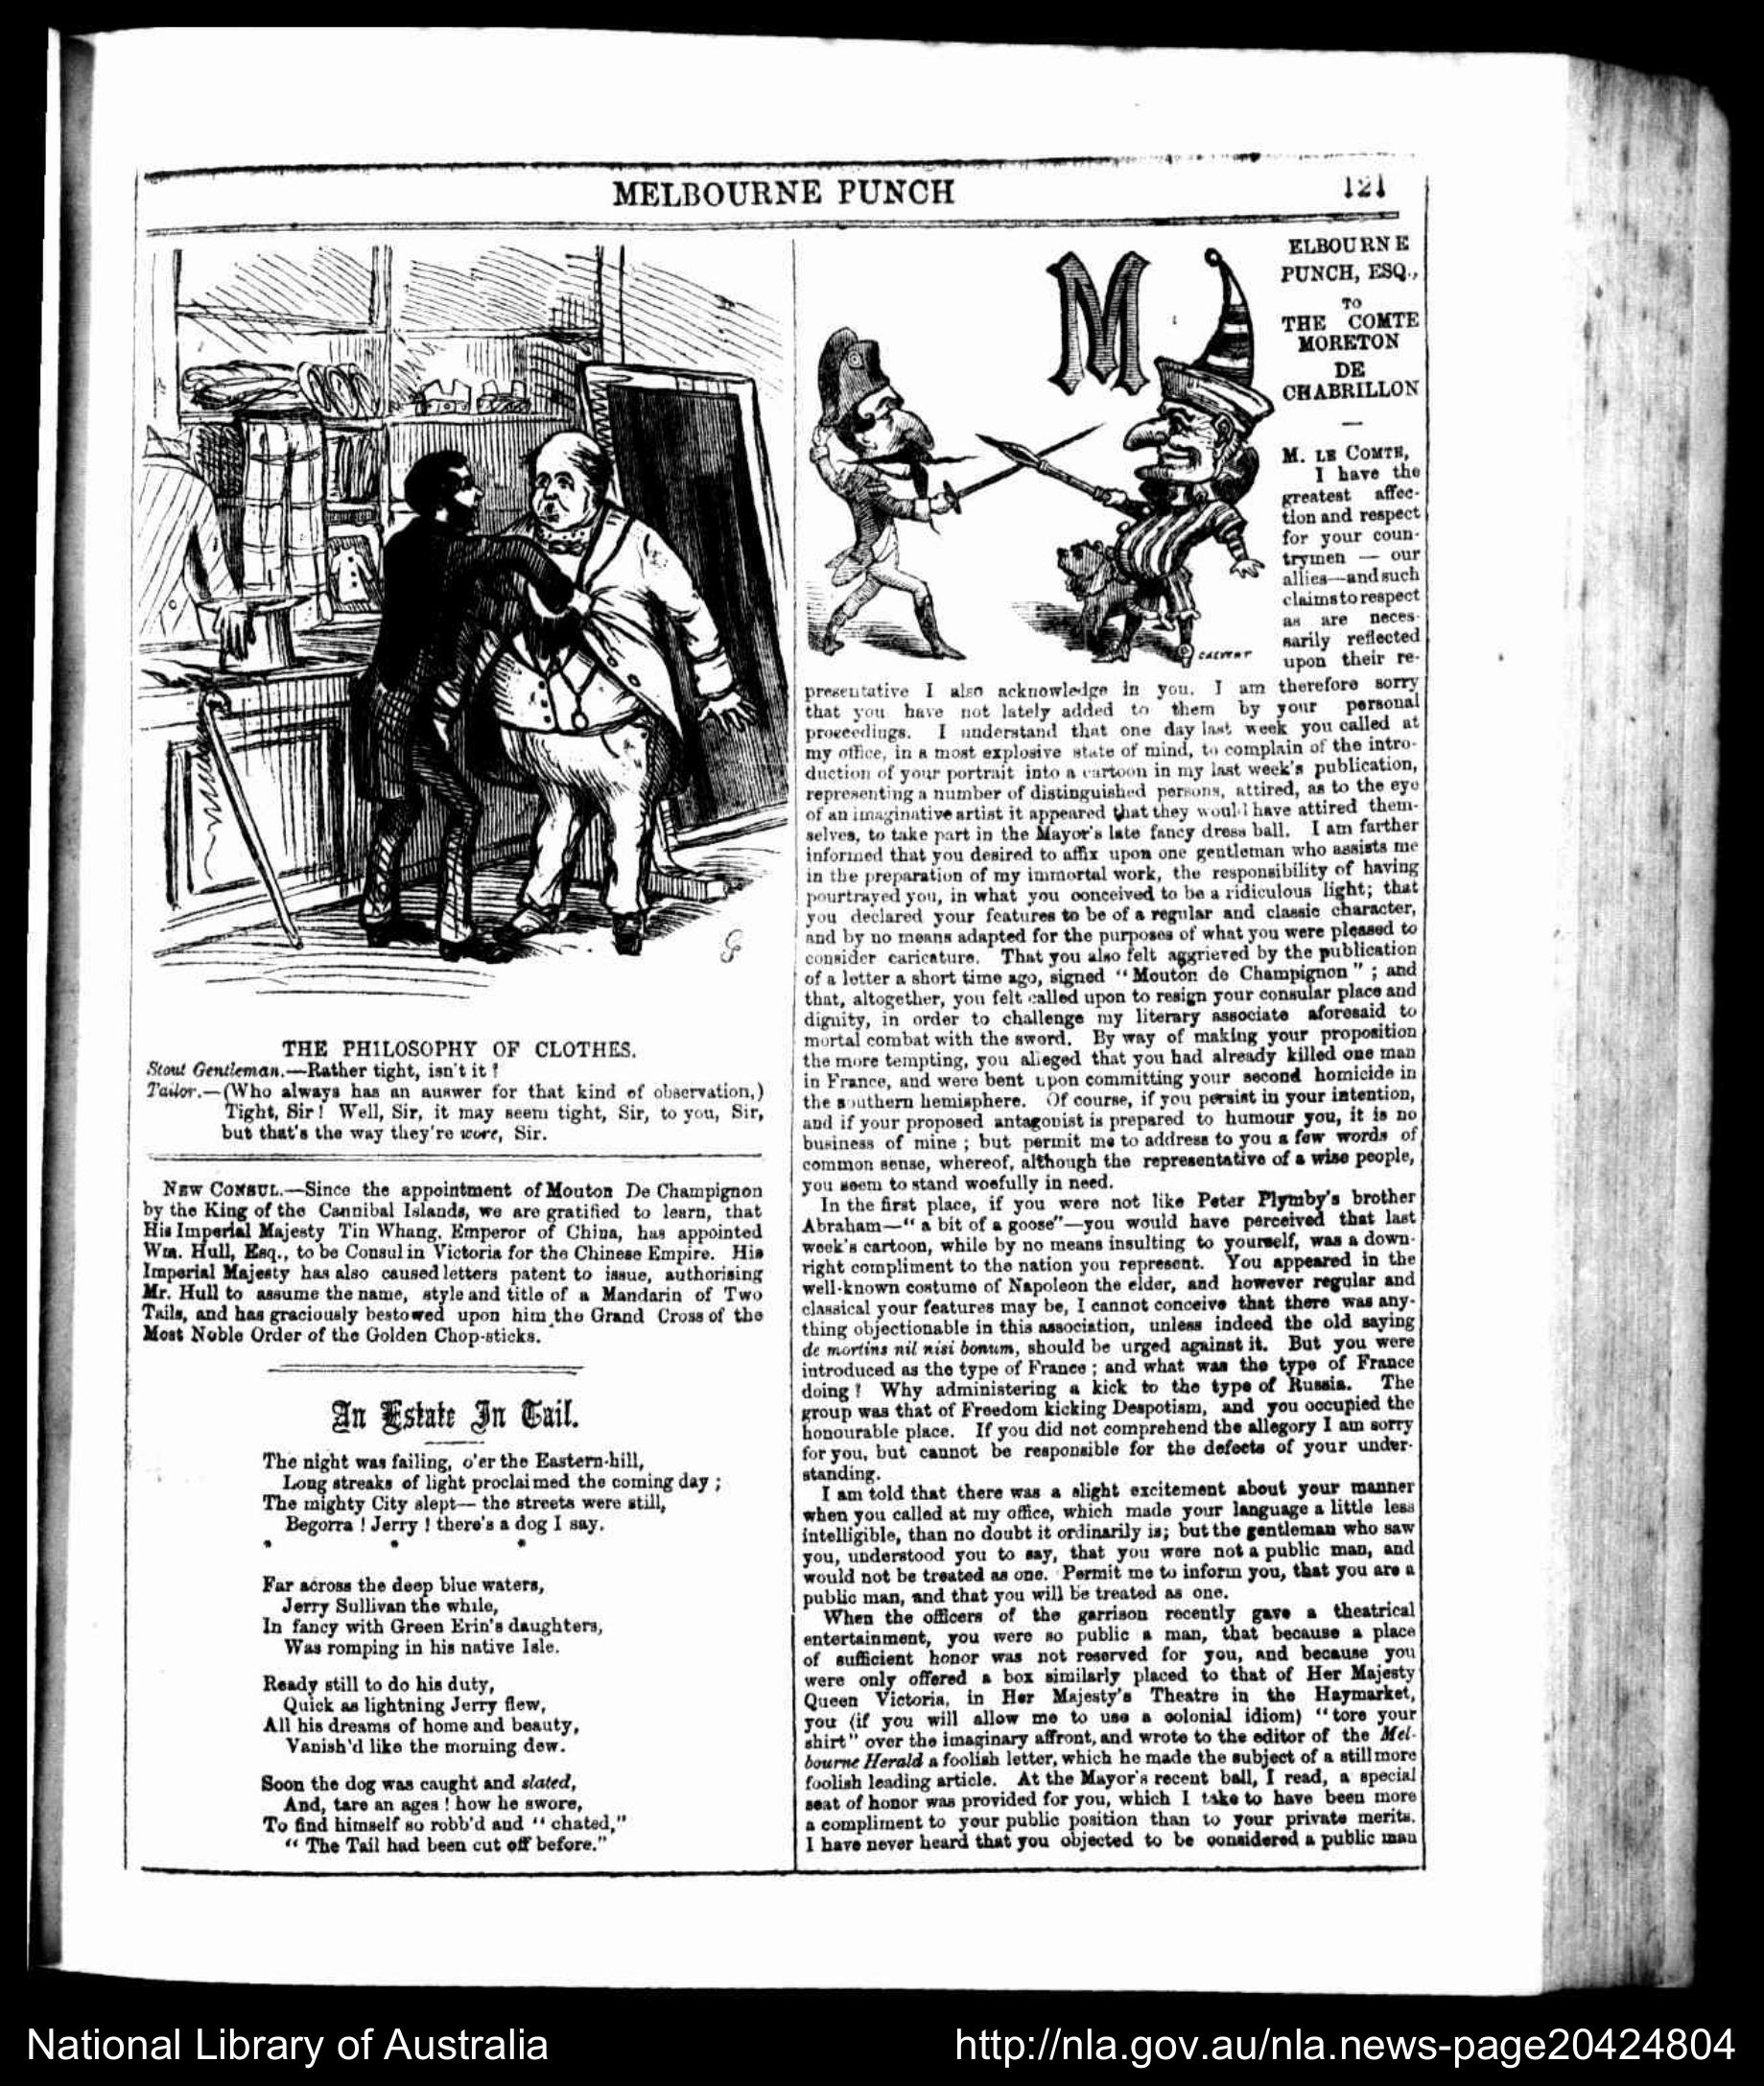 MELBOURNE PUNCH
121
THE PHILOSOPHY OF CLOTHES.
Stout Gentleman.—Rather tight, isn't it ?
Tailor.—(Who always has an answer for that kind of observation,)
Tight, Sir ! Well, Sir, it may seem tight, Sir, to you, Sir,
but that's the way they're wore, Sir.
NEW CONSUL.—Since the appointment of Mouton De Champignon
by the King of the Cannibal Islands, we are gratified to learn, that
His Imperial Majesty Tin Whang, Emperor of China, has appointed
Wm. Hull, Esq., to be Consul in Victoria for the Chinese Empire. His
Imperial Majesty has also caused letters patent to issue, authorising
Mr. Hull to assume the name, style and title of a Mandarin of Two
Tails, and has graciously bestowed upon him the Grand Cross of the
Most Noble Order of the Golden Chop-sticks.
An Estate In Tail.
The night was failing, o'er the Eastern-hill,
Long streaks of light proclaimed the coming day ;
The mighty City slept— the streets were still,
Begorra ! Jerry ! there's a dog I say.
* * *
Far across the deep blue waters,
Jerry Sullivan the while,
In fancy with Green Erin's daughters,
Was romping in his native Isle.
Ready still to do his duty,
Quick as lightning Jerry flew,
All his dreams of home and beauty,
Vanish'd like the morning dew.
Soon the dog was caught and slated,
And, tare an ages ! how he swore,
To find himself so robb'd and " chated,"
" The Tail had been cut off before."
M
CALVERT
ELBOURNE
PUNCH, ESQ.,
TO
THE COMTE
MORETON
DE
CHABRILLON
—
M. LE COMTE,
I have the
greatest affec-
tion and respect
for your coun-
trymen — our
allies—and such
claims to respect
as are neces-
sarily reflected
upon their re-
presentative I also acknowledge in you. I am therefore sorry
that you have not lately added to them by your personal
proceedings. I understand that one day last week you called at
my office, in a most explosive state of mind, to complain of the intro-
duction of your portrait into a cartoon in my last week's publication,
representing a number of distinguished persons, attired, as to the eye
of an imaginative artist it appeared that they would have attired them-
selves, to take part in the Mayor's late fancy dress ball. I am farther
informed that you desired to affix upon one gentleman who assists me
in the preparation of my immortal work, the responsibility of having
pourtrayed you, in what you conceived to be a ridiculous light; that
you declared your features to be of a regular and classic character,
and by no means adapted for the purposes of what you were pleased to
consider caricature. That you also felt aggrieved by the publication
of a letter a short time ago, signed " Mouton de Champignon " ; and
that, altogether, you felt called upon to resign your consular place and
dignity, in order to challenge my literary associate aforesaid to
mortal combat with the sword. By way of making your proposition
the more tempting, you alleged that you had already killed one man
in France, and were bent upon committing your second homicide in
the southern hemisphere. Of course, if you persist in your intention,
and if your proposed antagonist is prepared to humour you, it is no
business of mine ; but permit me to address to you a few words of
common sense, whereof, although the representative of a wise people,
you seem to stand woefully in need.
In the first place, if you were not like Peter Plymby's brother
Abraham—" a bit of a goose"—you would have perceived that last
week's cartoon, while by no means insulting to yourself, was a down-
right compliment to the nation you represent. You appeared in the
well-known costume of Napoleon the elder, and however regular and
classical your features may be, I cannot conceive that there was any-
thing objectionable in this association, unless indeed the old saying
de mortins nil nisi bonum, should be urged against it. But you were
introduced as the type of France ; and what was the type of France
doing ? Why administering a kick to the type of Russia. The
group was that of Freedom kicking Despotism, and you occupied the
honourable place. If you did not comprehend the allegory I am sorry
for you, but cannot be responsible for the defects of your under-
standing.
I am told that there was a slight excitement about your manner
when you called at my office, which made your language a little less
intelligible, than no doubt it ordinarily is; but the gentleman who saw
you, understood you to say, that you were not a public man, and
would not be treated as one. Permit me to inform you, that you are a
public man, and that you will be treated as one.
When the officers of the garrison recently gave a theatrical
entertainment, you were so public a man, that because a place
of sufficient honor was not reserved for you, and because you
were only offered a box similarly placed to that of Her Majesty
Queen Victoria, in Her Majesty's Theatre in the Haymarket,
you (if you will allow me to use a colonial idiom) "tore your
shirt" over the imaginary affront, and wrote to the editor of the Mel-
bourne Herald a foolish letter, which he made the subject of a still more
foolish leading article. At the Mayor's recent ball, I read, a special
seat of honor was provided for you, which I take to have been more
a compliment to your public position than to your private merits.
I have never heard that you objected to be considered a public man
National Library of Australia
http://nla.gov.au/nla.news-page20424804